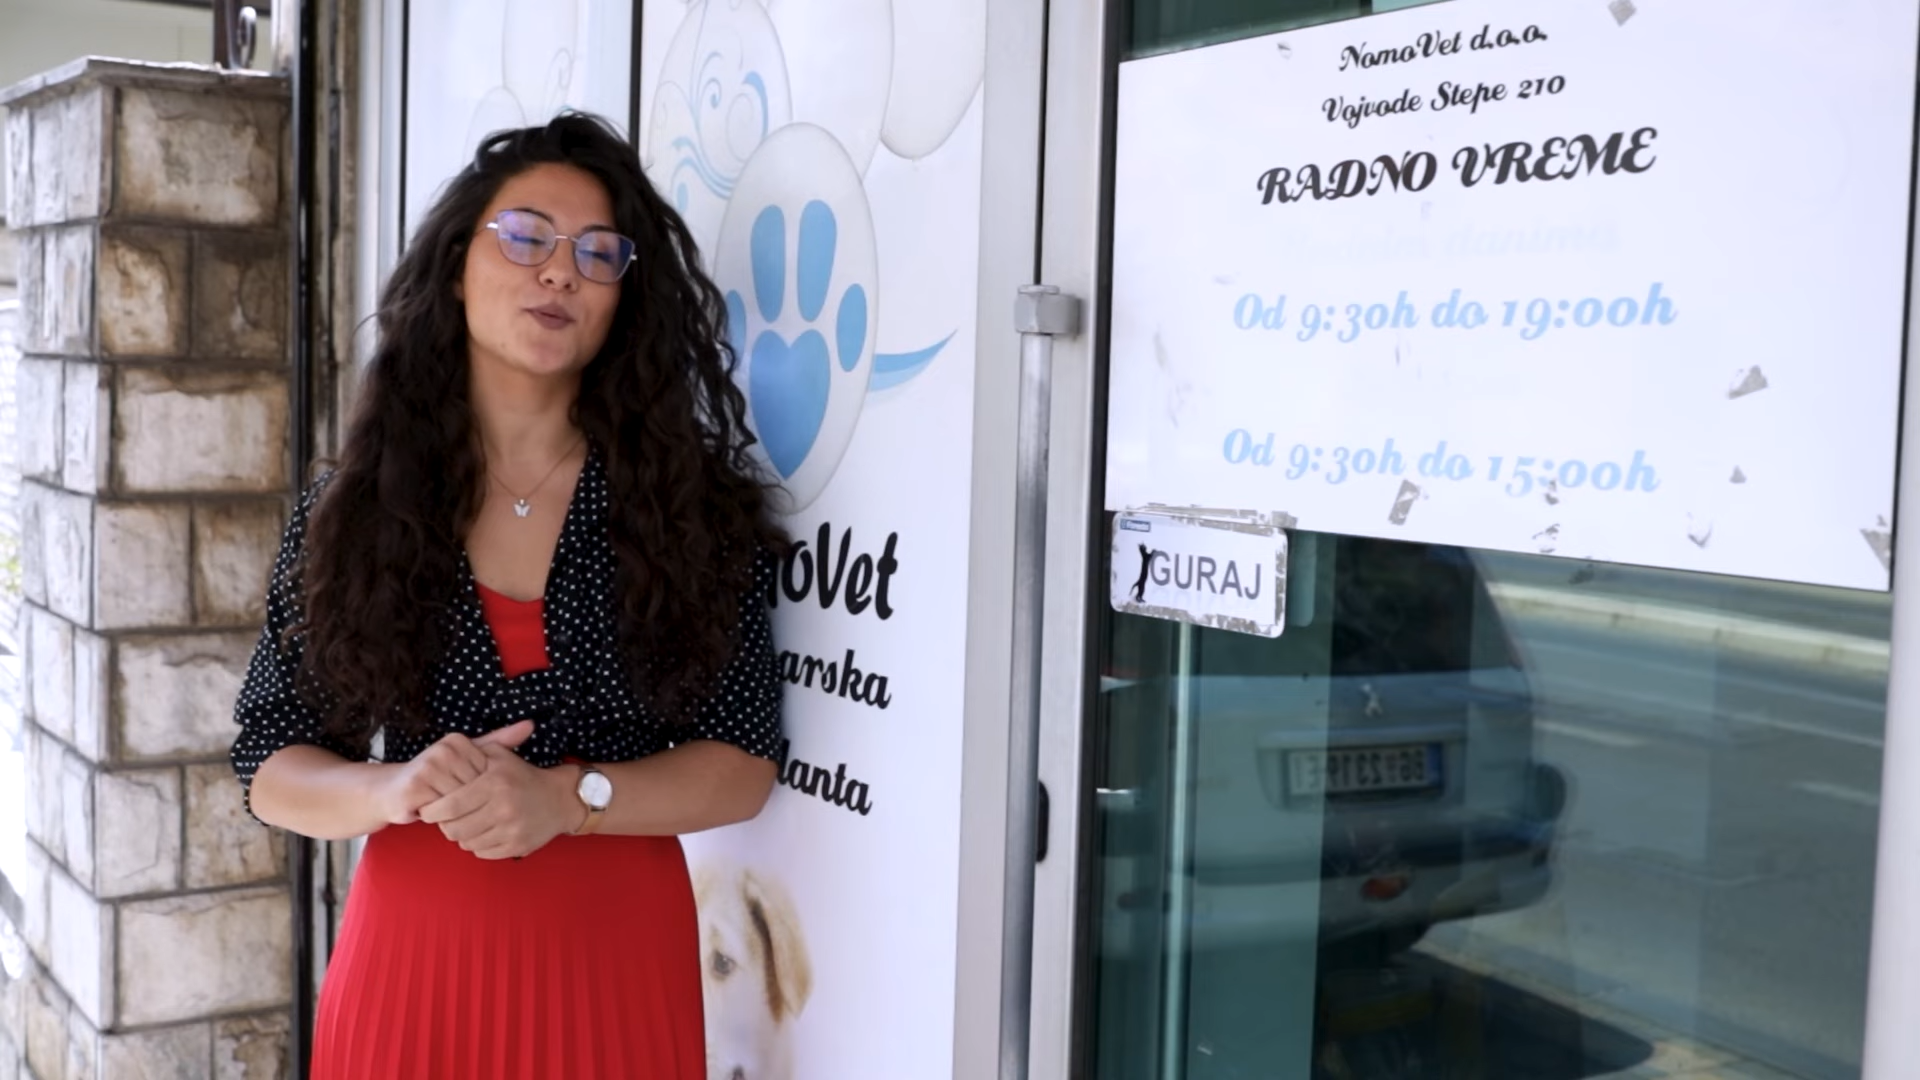 NomoVet d.o.o.
Vojvode Stepe 210
RADNO VREME
Od 9:30h do 19:00h
Od 9:30h do 15:00h
GURAJ
oVet
arska
lanta